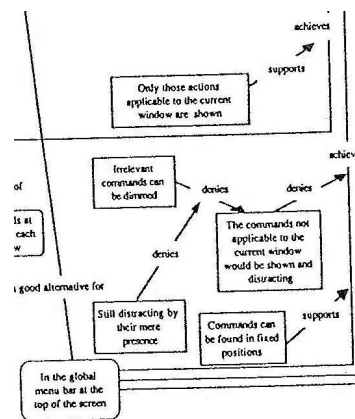 achieves
supports
Only those actions
applicable to the current
window are shown
achiev
Irrelevant
commands can
be dimmed
denies
denies
of
ds at
each
w
The commands not
applicable to the
current window
would be shown and
distracting
denies
a good alternative for
Still distracting by
their mere
presence
supports
Commands can
be found in fixed
positions
In the global
menu bar at the
top of the screen